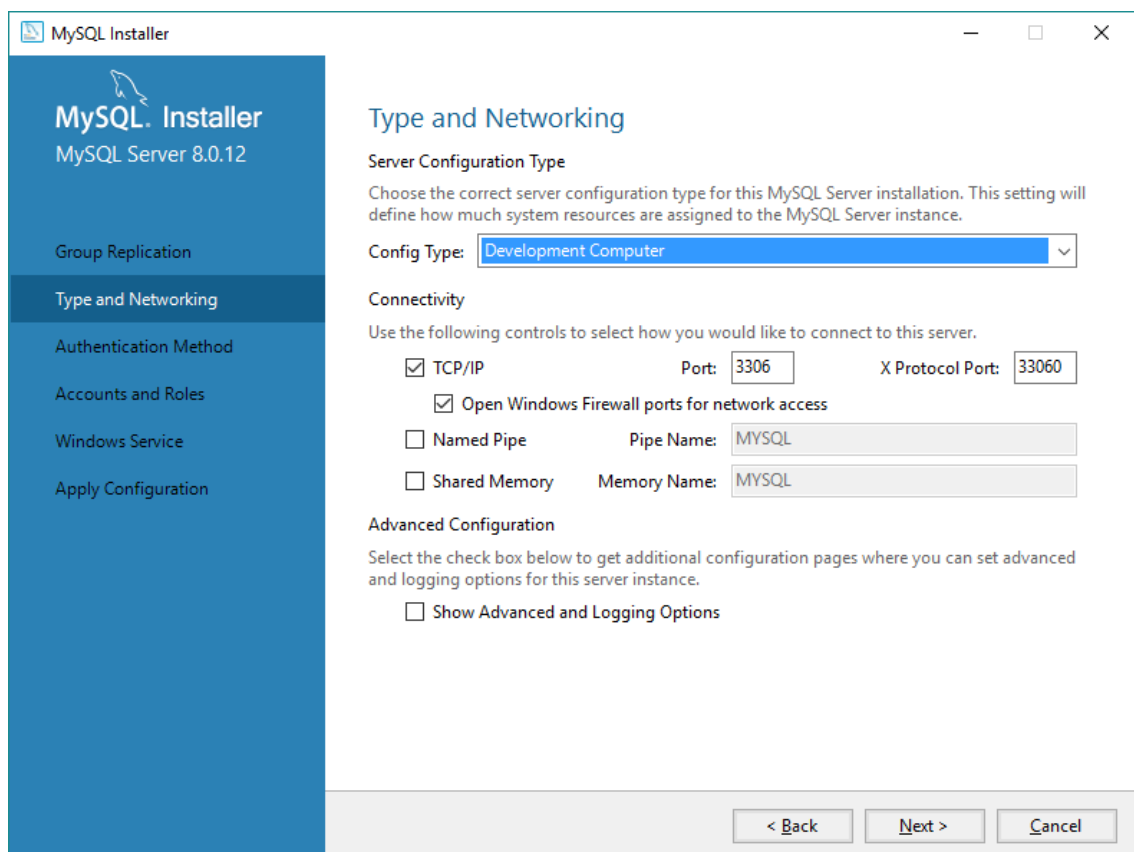 MySQL Installer
MySQL. Installer
MySQL Server 8.0.12
Group Replication
Type and Networking
Authentication Method
Accounts and Roles
Windows Service
Apply Configuration
Type and Networking
Server Configuration Type
Choose the correct server configuration type for this MySQL Server installation. This setting will
define how much system resources are assigned to the MySQL Server instance.
Config Type: Development Computer
Connectivity
Use the following controls to select how you would like to connect to this server.
TCP/IP Port: 3306 X Protocol Port: 33060
Open Windows Firewall ports for network access
Named Pipe Pipe Name: MYSQL
Shared Memory Memory Name: MYSQL
Advanced Configuration
Select the check box below to get additional configuration pages where you can set advanced
and logging options for this server instance.
Show Advanced and Logging Options
< Back Next > Cancel